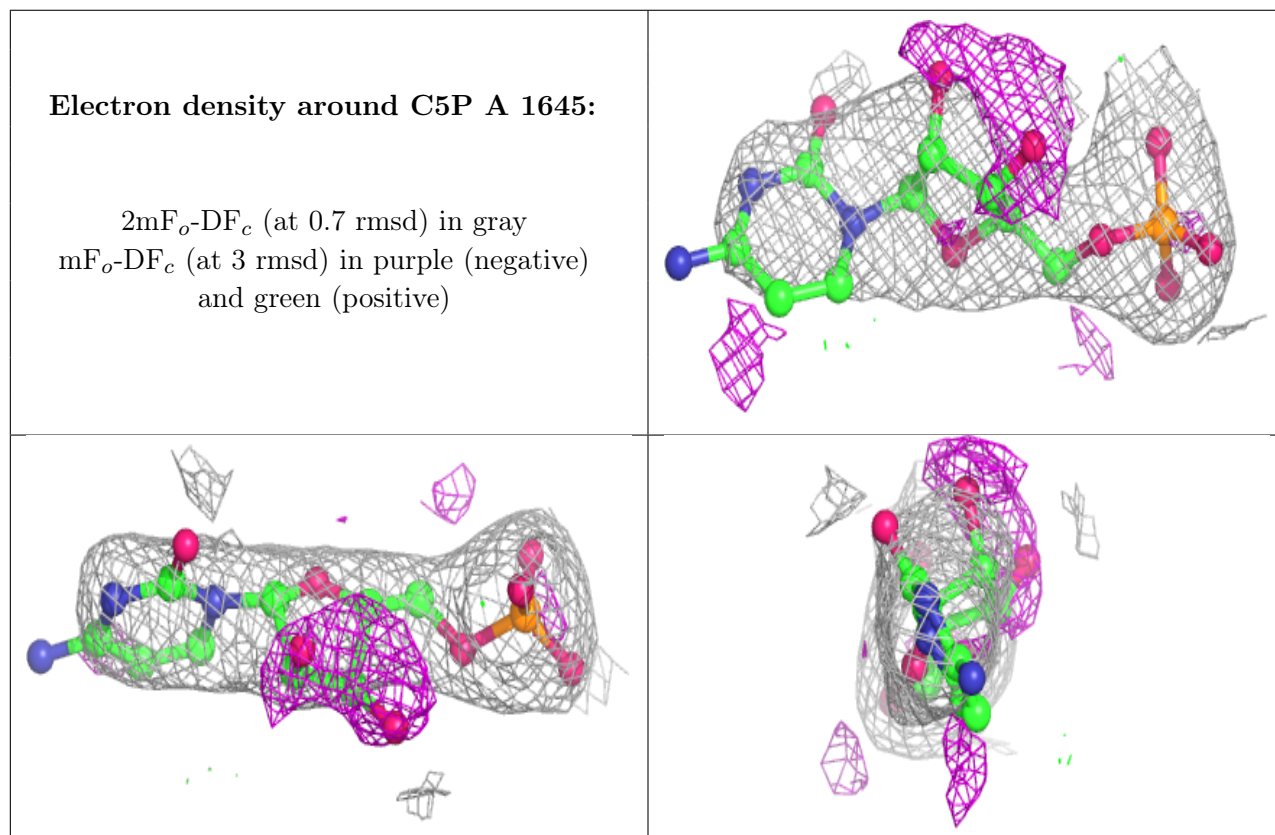 Electron density around C5P A 1645:
2mFo-DFc (at 0.7 rmsd) in gray
mFo-DFc (at 3 rmsd) in purple (negative)
and green (positive)